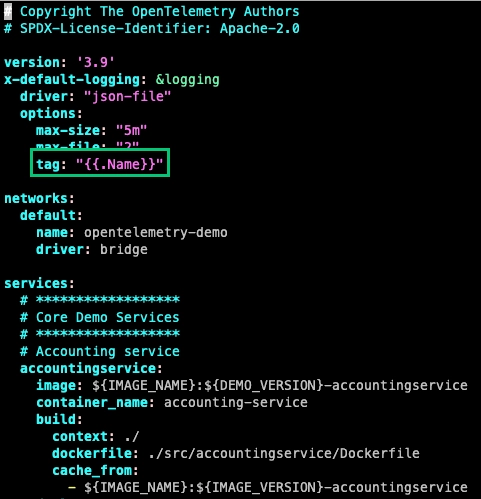 # Copyright The OpenTelemetry Authors
# SPDX-License-Identifier: Apache-2.0
version: '3.9'
x-default-logging: &logging
  driver: "json-file"
  options:
    max-size: "5m"
    max-file: "2"
    tag: "{{.Name}}"
networks:
  default:
    name: opentelemetry-demo
    driver: bridge
services:
  # ******************
  # Core Demo Services
  # ******************
  # Accounting service
  accountingservice:
    image: ${IMAGE_NAME}:${DEMO_VERSION}-accountingservice
    container_name: accounting-service
    build:
      context: ./
      dockerfile: ./src/accountingservice/Dockerfile
      cache_from:
        - ${IMAGE_NAME}:${IMAGE_VERSION}-accountingservice